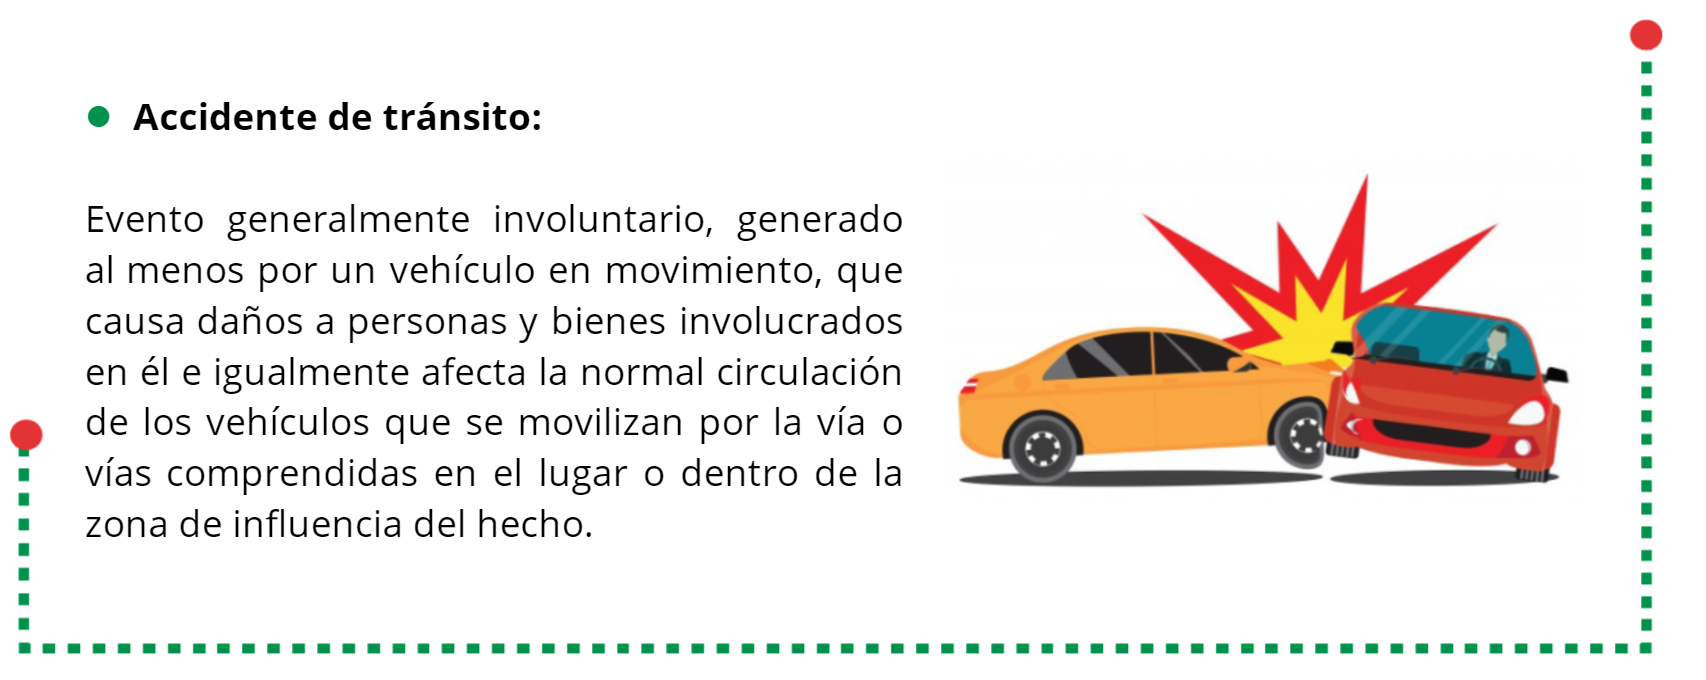 Accidente de tránsito:
Evento generalmente involuntario, generado
al menos por un vehículo en movimiento, que
causa daños a personas y bienes involucrados
en él e igualmente afecta la normal circulación
de los vehículos que se movilizan por la vía o
vías comprendidas en el lugar o dentro de la
zona de influencia del hecho.